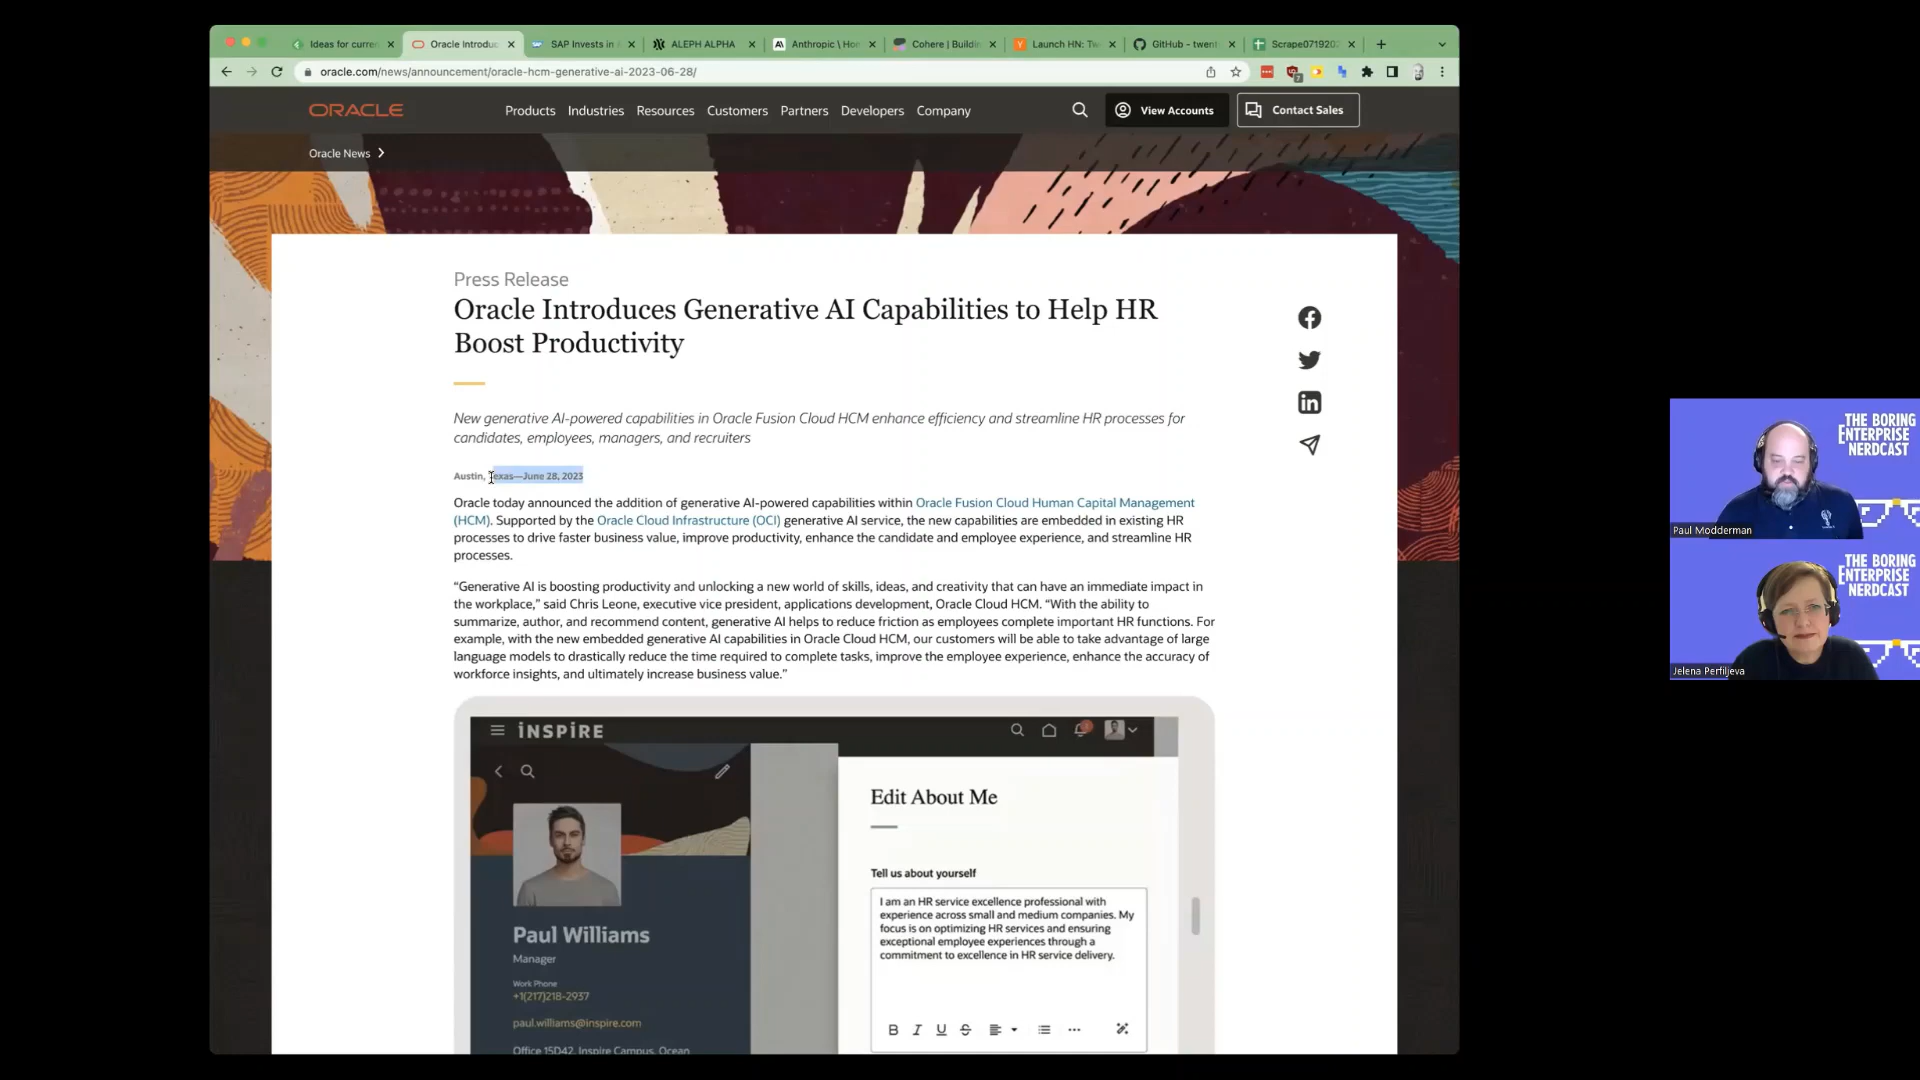 Ideas for curre
Oracle Introduc
SAP Invests in
ALEPH ALPHA
Anthropic \ Hon
Cohere | Buildin
Launch HN: Tw
GitHub - twent
Scrape071920
oracle.com/news/announcement/oracle-hcm-generative-ai-2023-06-28/
ORACLE
Products
Industries
Resources
Customers
Partners
Developers
Company
View Accounts
Contact Sales
Oracle News
Press Release
Oracle Introduces Generative AI Capabilities to Help HR
Boost Productivity
New generative AI-powered capabilities in Oracle Fusion Cloud HCM enhance efficiency and streamline HR processes for
candidates, employees, managers, and recruiters
Austin, Texas—June 28, 2023
Oracle today announced the addition of generative AI-powered capabilities within Oracle Fusion Cloud Human Capital Management
(HCM). Supported by the Oracle Cloud Infrastructure (OCI) generative AI service, the new capabilities are embedded in existing HR
processes to drive faster business value, improve productivity, enhance the candidate and employee experience, and streamline HR
processes.
“Generative AI is boosting productivity and unlocking a new world of skills, ideas, and creativity that can have an immediate impact in
the workplace,” said Chris Leone, executive vice president, applications development, Oracle Cloud HCM. “With the ability to
summarize, author, and recommend content, generative AI helps to reduce friction as employees complete important HR functions. For
example, with the new embedded generative AI capabilities in Oracle Cloud HCM, our customers will be able to take advantage of large
language models to drastically reduce the time required to complete tasks, improve the employee experience, enhance the accuracy of
workforce insights, and ultimately increase business value.”
iNSPiRE
Paul Williams
Manager
Work Phone
+1(217)218-2937
paul.williams@inspire.com
Office 15D42, Inspire Campus, Ocean
Edit About Me
Tell us about yourself
I am an HR service excellence professional with
experience across small and medium companies. My
focus is on optimizing HR services and ensuring
exceptional employee experiences through a
commitment to excellence in HR service delivery.
B I U S
THE BORING
ENTERPRISE
NERDCAST
Paul Modderman
THE BORING
ENTERPRISE
NERDCAST
Jelena Perfiljeva